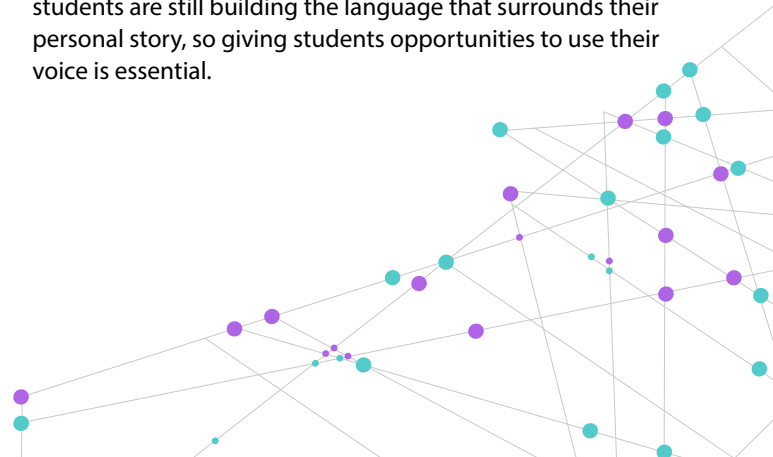 students are still building the language that surrounds their
personal story, so giving students opportunities to use their
voice is essential.